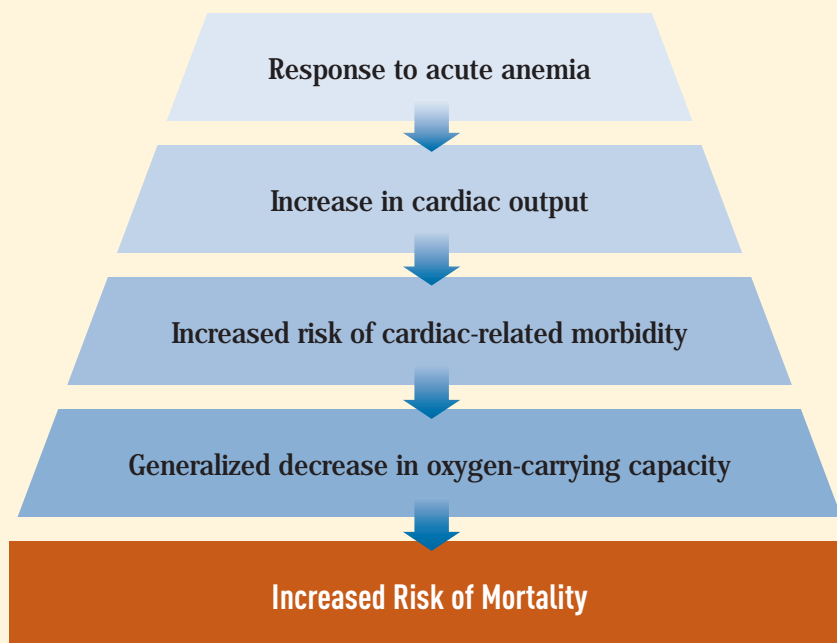 Response to acute anemia
Increase in cardiac output
Increased risk of cardiac-related morbidity
Generalized decrease in oxygen-carrying capacity
Increased Risk of Mortality